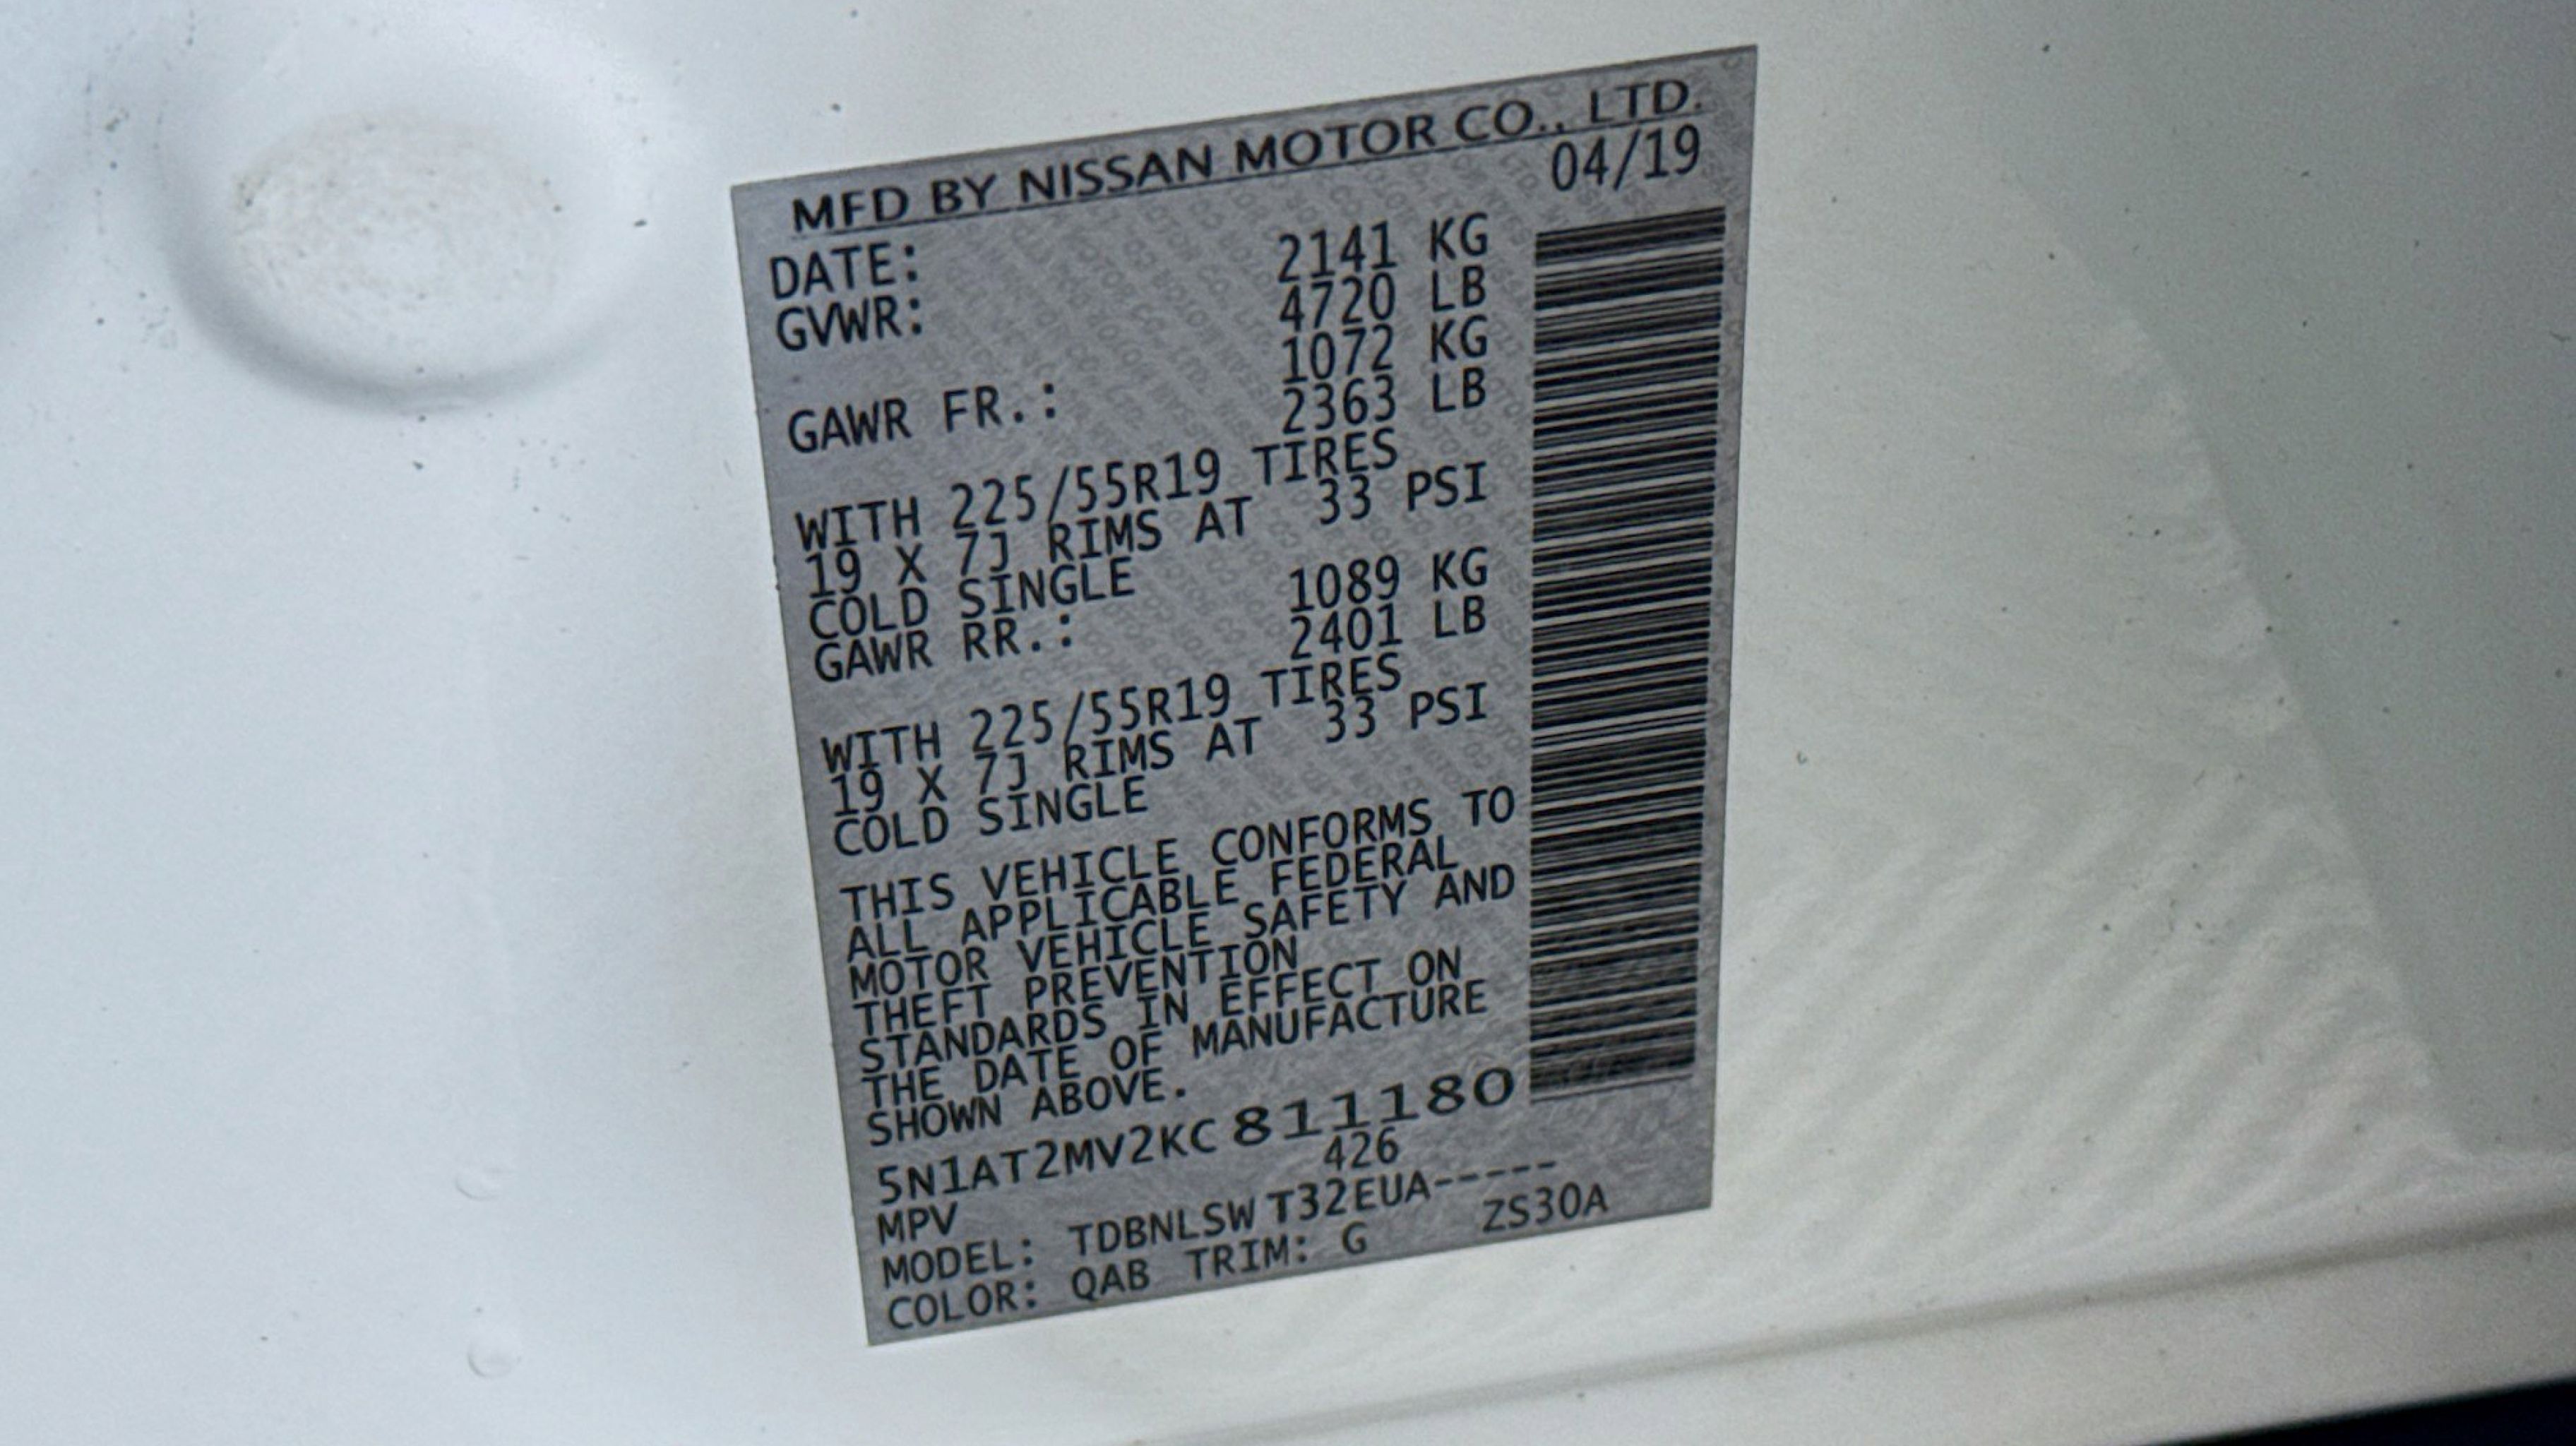 MFD BY NISSAN MOTOR CO., LTD.
DATE: 04/19
GVWR: 2141 KG
4720 LB
GAWR FR.: 1072 KG
2363 LB
WITH 225/55R19 TIRES
19 X 7J RIMS AT 33 PSI
COLD SINGLE
GAWR RR.: 1089 KG
2401 LB
WITH 225/55R19 TIRES
19 X 7J RIMS AT 33 PSI
COLD SINGLE
THIS VEHICLE CONFORMS TO
ALL APPLICABLE FEDERAL
MOTOR VEHICLE SAFETY AND
THEFT PREVENTION
STANDARDS IN EFFECT ON
THE DATE OF MANUFACTURE
SHOWN ABOVE.
5N1AT2MV2KC811180
MPV 426
MODEL: TDBNLSW T32EUA-----
COLOR: QAB TRIM: G ZS30A